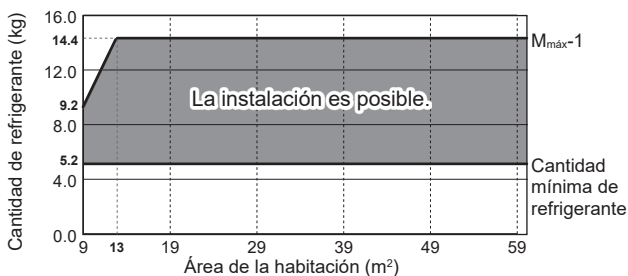 Cantidad de refrigerante (kg)
16.0
14.4
12.0
9.2
8.0
5.2
4.0
0.0
La instalación es posible.
Mmáx-1
Cantidad
mínima de
refrigerante
9 13 19 29 39 49 59
Área de la habitación (m²)